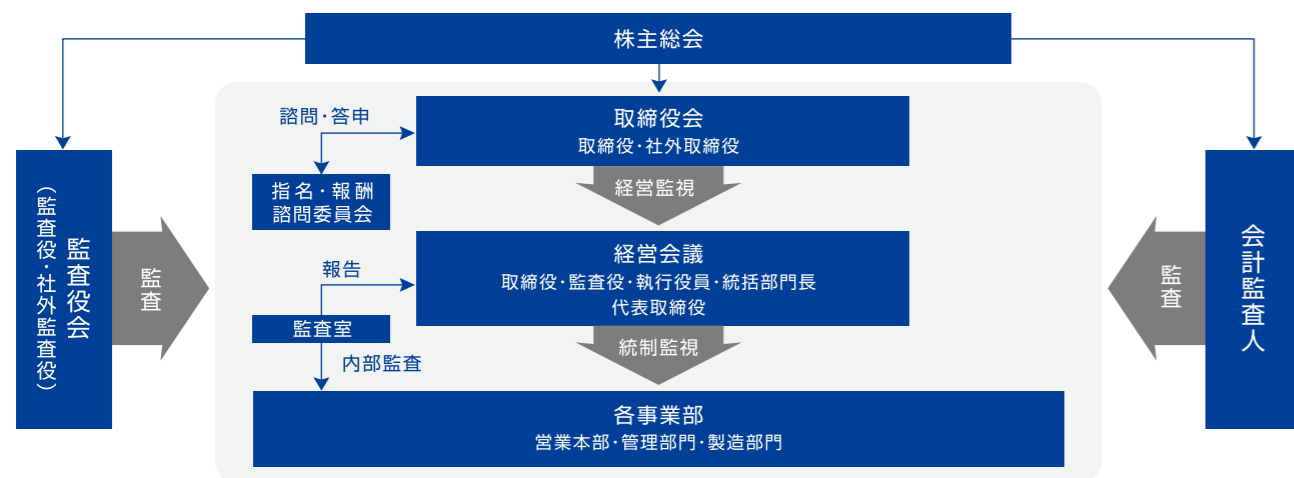 株主総会
諮問・答申
取締役会
取締役・社外取締役
指名・報酬
諮問委員会
経営監視
監査役会
（監査役・社外監査役）
監査
報告
経営会議
取締役・監査役・執行役員・統括部門長
代表取締役
監査室
内部監査
統制監視
各事業部
営業本部・管理部門・製造部門
監査
会計監査人